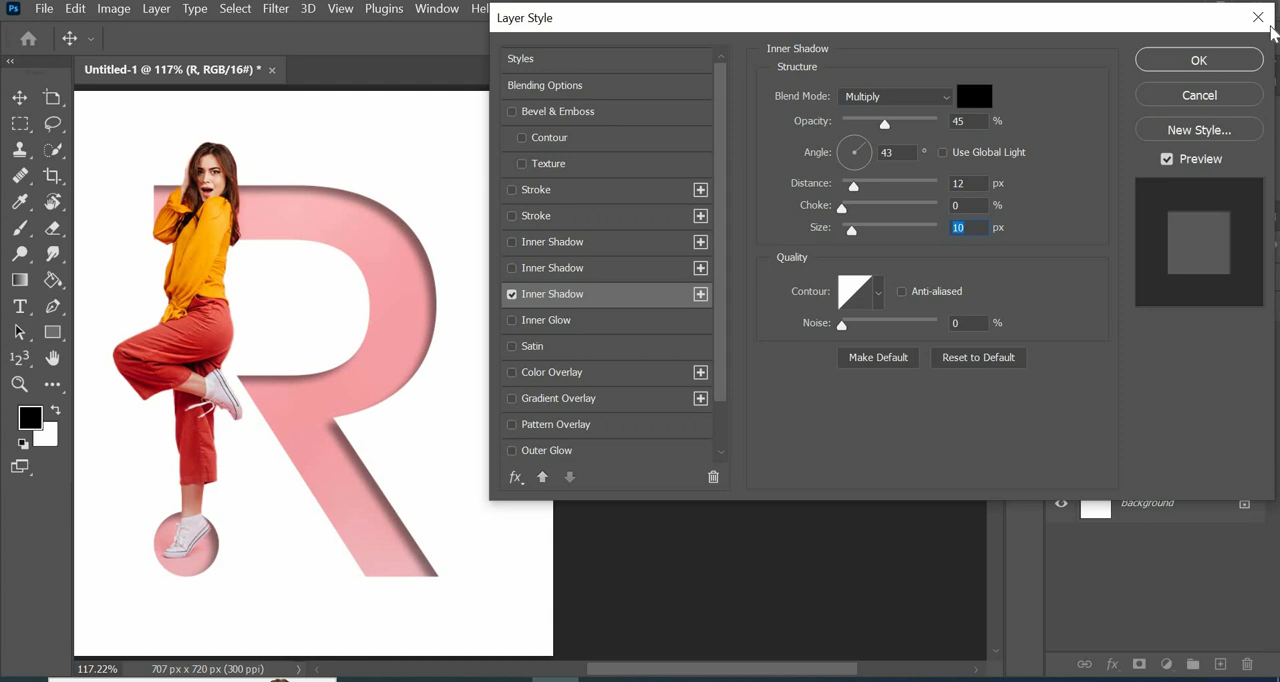 Ps File Edit Image Layer Type Select Filter 3D View Plugins Window Hel
Layer Style
Untitled-1 @ 117% (R, RGB/16#) *
Styles
Blending Options
Bevel & Emboss
Contour
Texture
Stroke
Stroke
Inner Shadow
Inner Shadow
Inner Shadow
Inner Glow
Satin
Color Overlay
Gradient Overlay
Pattern Overlay
Outer Glow
fx
Inner Shadow
Structure
Blend Mode: Multiply
Opacity: 45 %
Angle: 43 ° Use Global Light
Distance: 12 px
Choke: 0 %
Size: 10 px
Quality
Contour: Anti-aliased
Noise: 0 %
Make Default Reset to Default
OK
Cancel
New Style...
Preview
R
Background
117.22% 707 px x 720 px (300 ppi)
fx